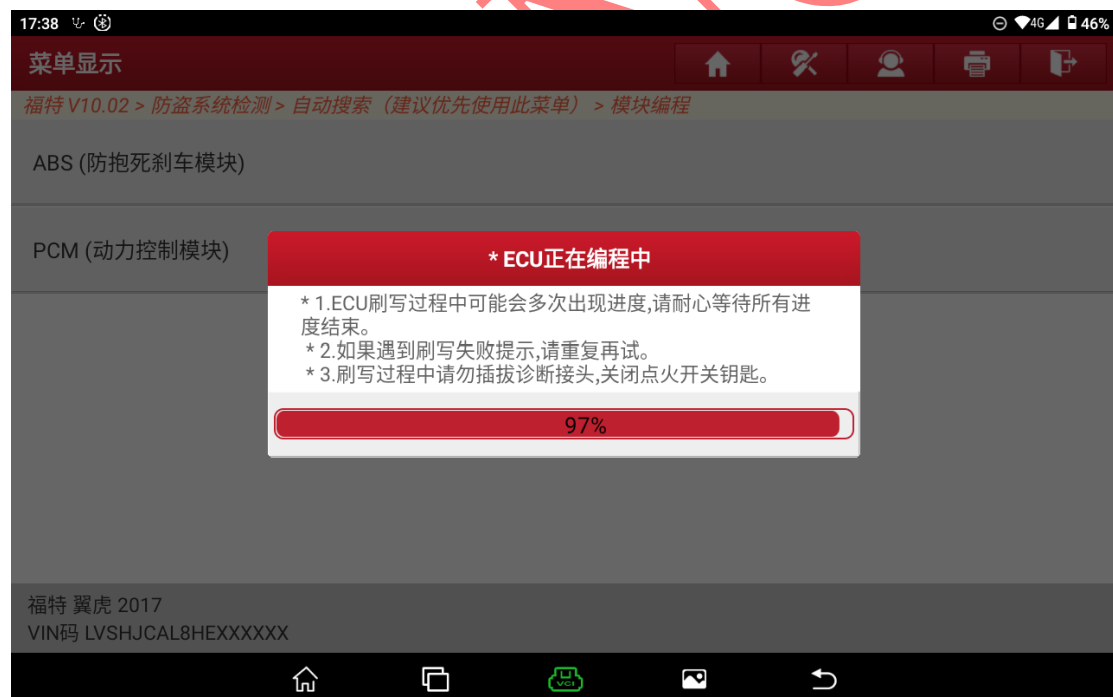 17:38 4G 46%
菜单显示
福特 V10.02 > 防盗系统检测 > 自动搜索（建议优先使用此菜单） > 模块编程
ABS (防抱死刹车模块)
PCM (动力控制模块)
* ECU正在编程中
* 1.ECU刷写过程中可能会多次出现进度,请耐心等待所有进
度结束。
* 2.如果遇到刷写失败提示,请重复再试。
* 3.刷写过程中请勿插拔诊断接头,关闭点火开关钥匙。
97%
福特 翼虎 2017
VIN码 LVSHJCAL8HEXXXXXX
VCI